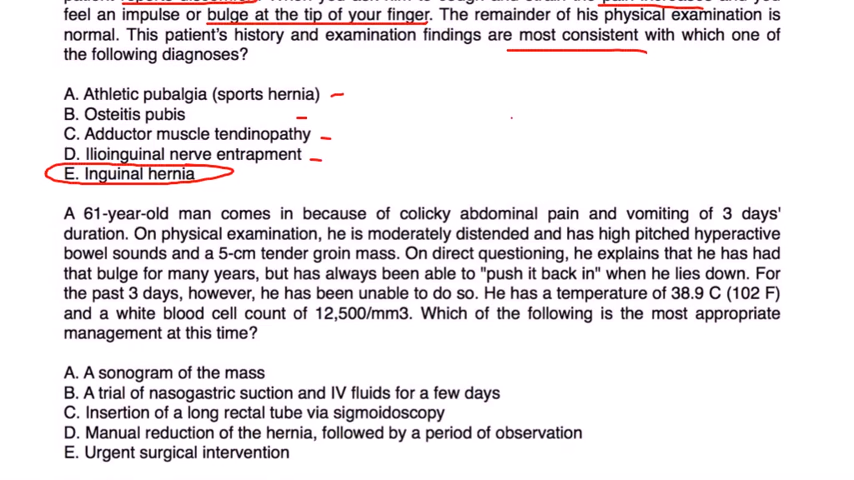 feel an impulse or bulge at the tip of your finger. The remainder of his physical examination is
normal. This patient's history and examination findings are most consistent with which one of
the following diagnoses?
A. Athletic pubalgia (sports hernia)
B. Osteitis pubis
C. Adductor muscle tendinopathy
D. Ilioinguinal nerve entrapment
E. Inguinal hernia
A 61-year-old man comes in because of colicky abdominal pain and vomiting of 3 days'
duration. On physical examination, he is moderately distended and has high pitched hyperactive
bowel sounds and a 5-cm tender groin mass. On direct questioning, he explains that he has had
that bulge for many years, but has always been able to "push it back in" when he lies down. For
the past 3 days, however, he has been unable to do so. He has a temperature of 38.9 C (102 F)
and a white blood cell count of 12,500/mm3. Which of the following is the most appropriate
management at this time?
A. A sonogram of the mass
B. A trial of nasogastric suction and IV fluids for a few days
C. Insertion of a long rectal tube via sigmoidoscopy
D. Manual reduction of the hernia, followed by a period of observation
E. Urgent surgical intervention